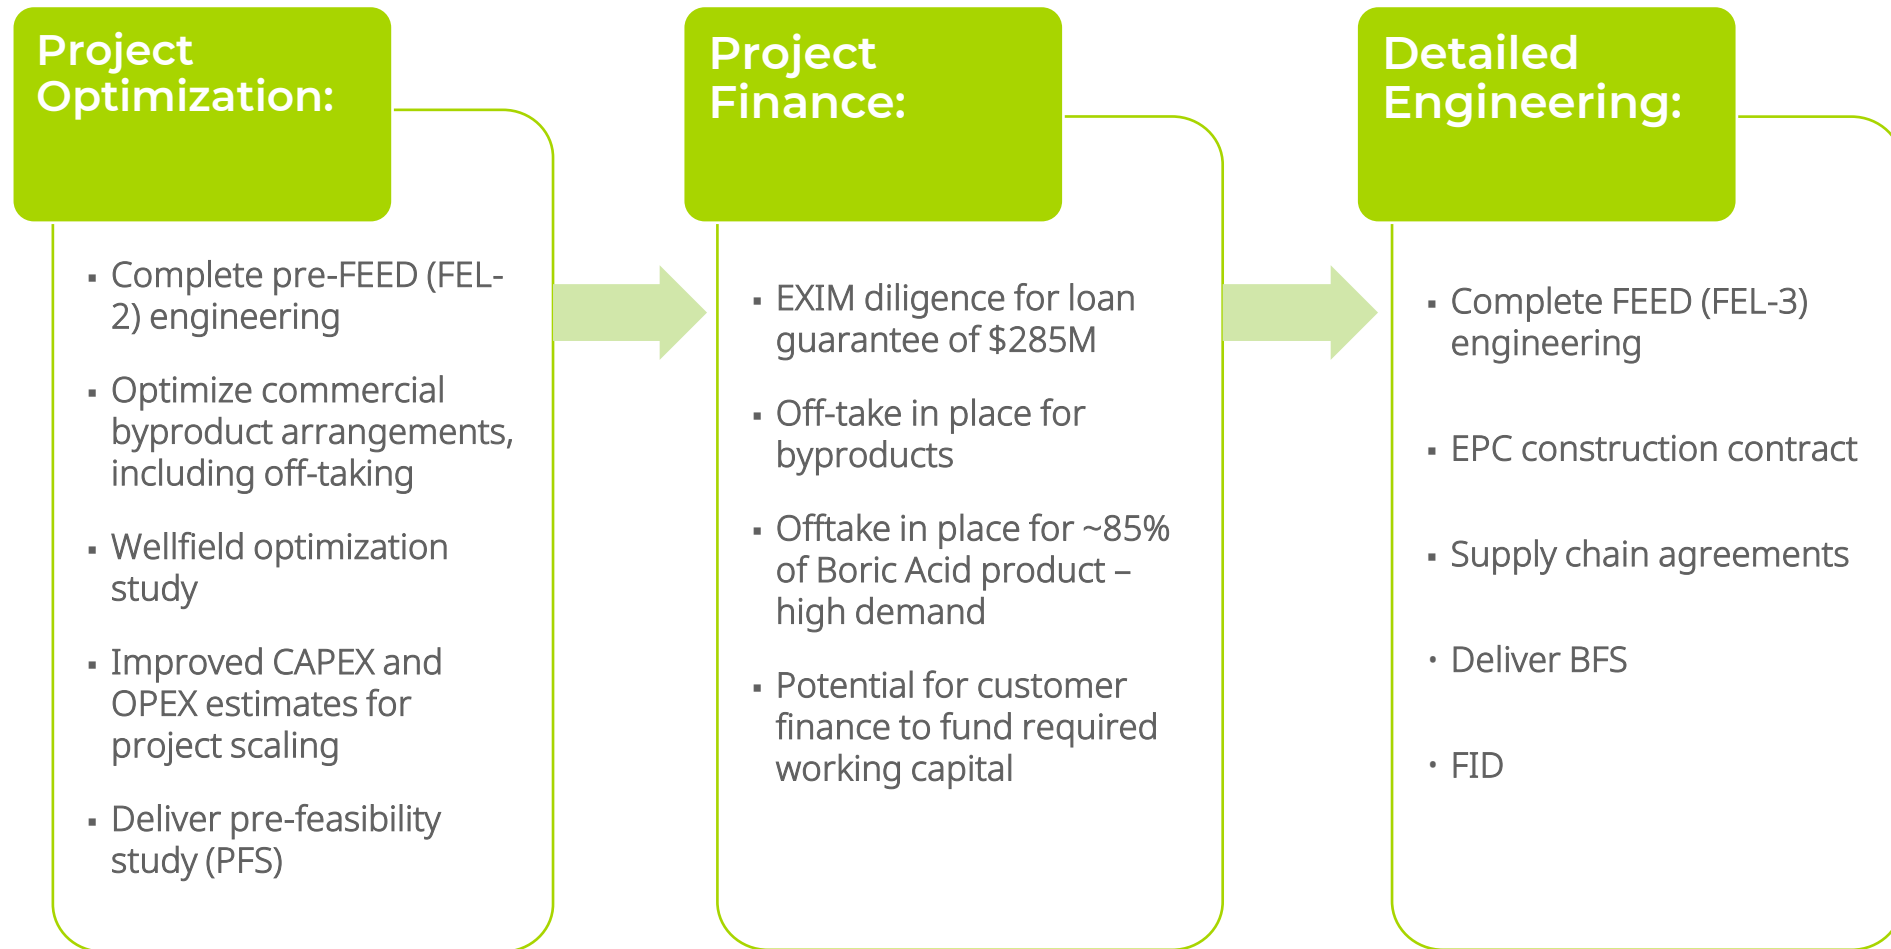 Project
Optimization:
▪ Complete pre-FEED (FEL-
2) engineering
▪ Optimize commercial
byproduct arrangements,
including off-taking
▪ Wellfield optimization
study
▪ Improved CAPEX and
OPEX estimates for
project scaling
▪ Deliver pre-feasibility
study (PFS)
Project
Finance:
▪ EXIM diligence for loan
guarantee of $285M
▪ Off-take in place for
byproducts
▪ Offtake in place for ~85%
of Boric Acid product –
high demand
▪ Potential for customer
finance to fund required
working capital
Detailed
Engineering:
▪ Complete FEED (FEL-3)
engineering
▪ EPC construction contract
▪ Supply chain agreements
• Deliver BFS
• FID